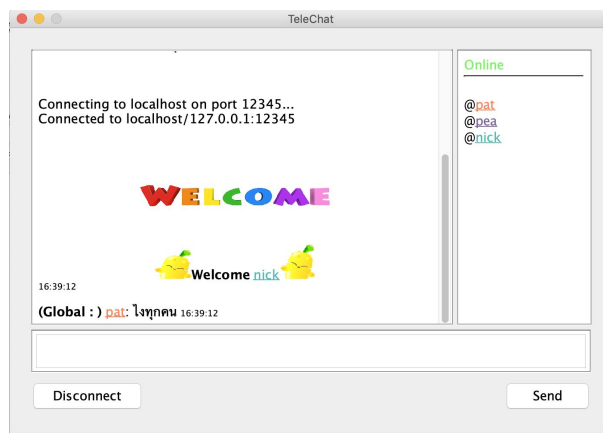 TeleChat
Connecting to localhost on port 12345...
Connected to localhost/127.0.0.1:12345
WELCOME
Welcome nick
16:39:12
(Global : ) pat: ไงทุกคน 16:39:12
Online
@pat
@pea
@nick
Disconnect
Send